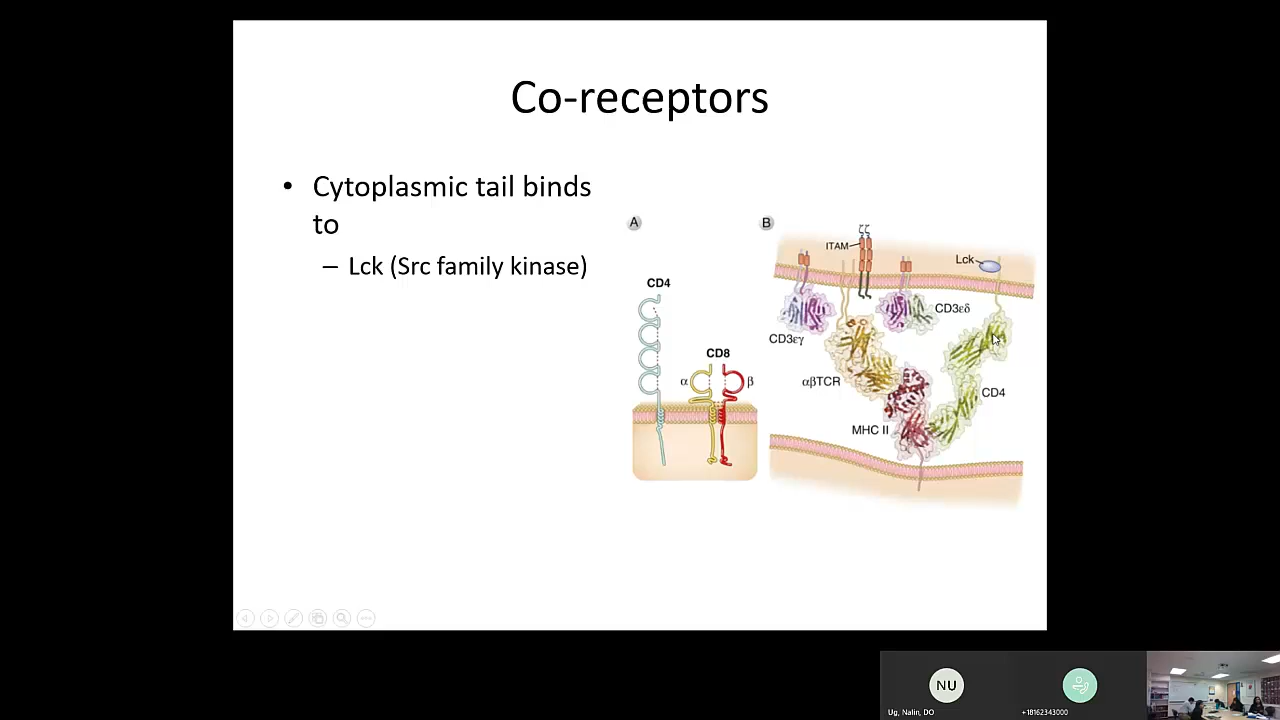 Co-receptors
• Cytoplasmic tail binds
to
– Lck (Src family kinase)
A
CD4
CD8
α
β
B
ζζ
ITAM
Lck
CD3εδ
CD3εγ
αβTCR
CD4
MHC II
NU
Ug, Nalin, DO
+18162343000